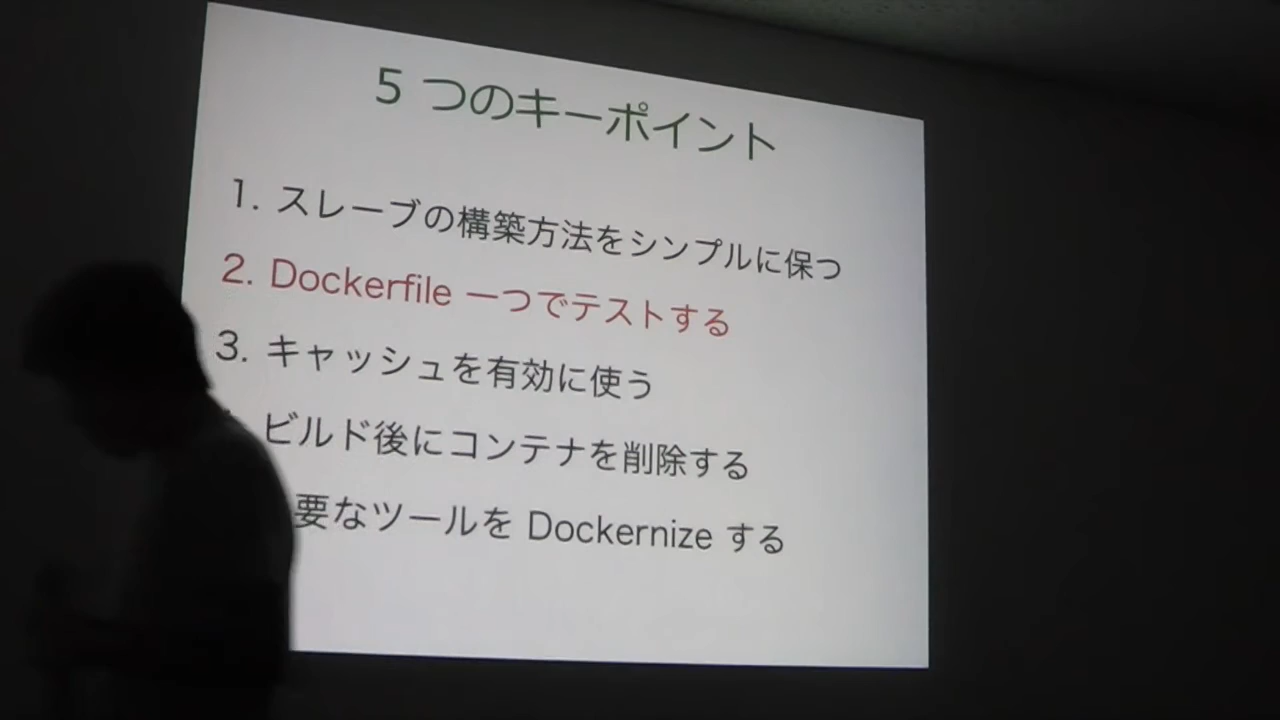 5 つのキーポイント
1. スレーブの構築方法をシンプルに保つ
2. Dockerfile 一つでテストする
3. キャッシュを有効に使う
ビルド後にコンテナを削除する
要なツールを Dockernize する